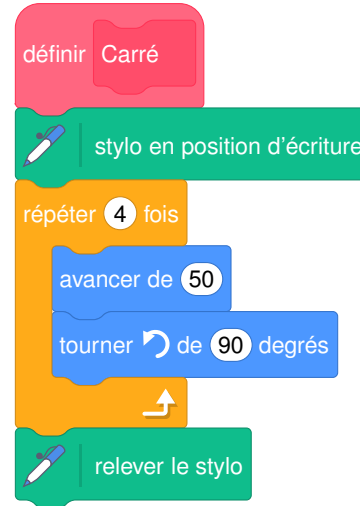 définir Carré
stylo en position d’écriture
répéter 4 fois
avancer de 50
tourner de 90 degrés
relever le stylo